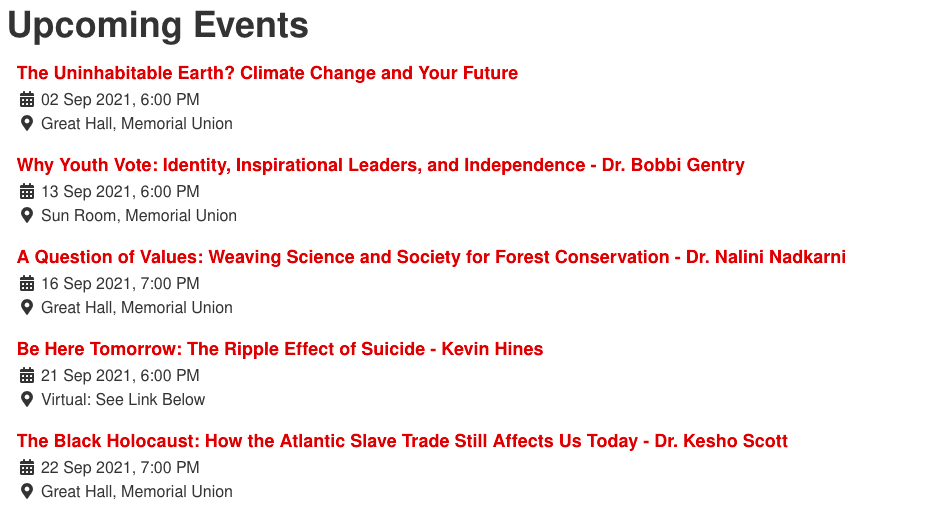 Upcoming Events
The Uninhabitable Earth? Climate Change and Your Future
02 Sep 2021, 6:00 PM
Great Hall, Memorial Union
Why Youth Vote: Identity, Inspirational Leaders, and Independence - Dr. Bobbi Gentry
13 Sep 2021, 6:00 PM
Sun Room, Memorial Union
A Question of Values: Weaving Science and Society for Forest Conservation - Dr. Nalini Nadkarni
16 Sep 2021, 7:00 PM
Great Hall, Memorial Union
Be Here Tomorrow: The Ripple Effect of Suicide - Kevin Hines
21 Sep 2021, 6:00 PM
Virtual: See Link Below
The Black Holocaust: How the Atlantic Slave Trade Still Affects Us Today - Dr. Kesho Scott
22 Sep 2021, 7:00 PM
Great Hall, Memorial Union